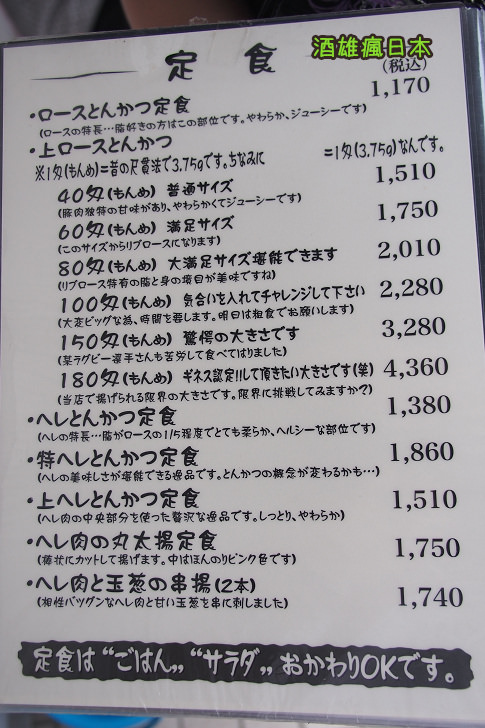 酒雄瘋日本
定食
(税込)
・ロースとんかつ定食 1,170
(ロースの特長…脂好きの方はこの部位です。やわらか、ジューシーです)
・上ロースとんかつ
※1匁(もんめ)=昔の尺貫法で3.75gです。ちなみに =1匁(3.75g)なんです。
40匁(もんめ) 普通サイズ 1,510
(豚肉独特の甘味があり、やわらかくてジューシーです)
60匁(もんめ) 満足サイズ 1,750
(このサイズからリブロースになります)
80匁(もんめ) 大満足サイズ堪能できます 2,010
(リブロース特有の脂と身の境目が美味ですね)
100匁(もんめ) 気合いを入れてチャレンジして下さい 2,280
(大変ビッグな為、時間を要します。明日は粗食でお願いします)
150匁(もんめ) 驚愕の大きさです 3,280
(某ラグビー選手さんも苦労して食べてはりました)
180匁(もんめ) ギネス認定!!して頂きたい大きさです(笑) 4,360
(当店で揚げられる限界の大きさです。限界に挑戦してみますか?)
・ヘレとんかつ定食 1,380
(ヘレの特長…脂がロースの1/5程度でとても柔らか、ヘルシーな部位です)
・特ヘレとんかつ定食 1,860
(ヘレの美味しさが堪能できる逸品です。とんかつの概念が変わるかも…)
・上ヘレとんかつ定食 1,510
(ヘレ肉の中央部分を使った贅沢な逸品です。しっとり、やわらか)
・ヘレ肉の丸太揚定食 1,750
(棒状にカットして揚げます。中はほんのりピンク色です)
・ヘレ肉と玉葱の串揚(2本) 1,740
(相性バツグンなヘレ肉と甘い玉葱を串に刺しました)
定食は“ごはん„“サラダ„おかわりOKです。